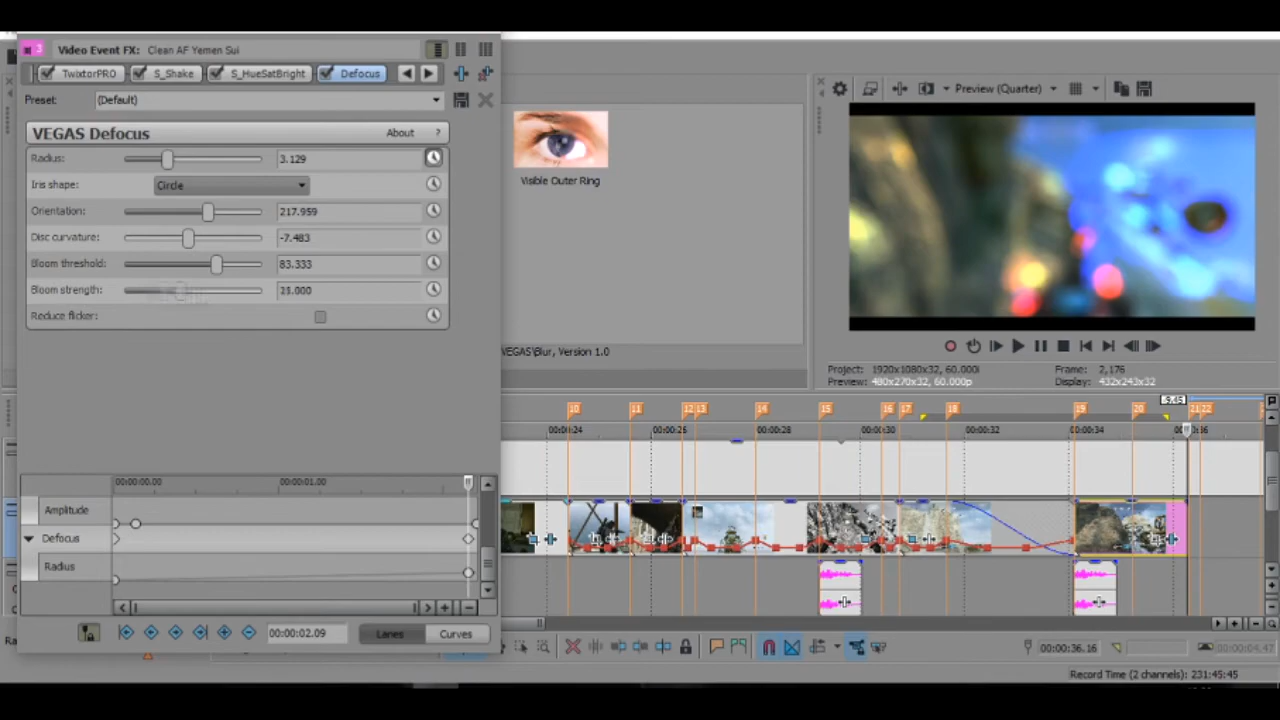 3 Video Event FX: Clean AF Yemen Sui
TwixtorPRO S_Shake S_HueSatBright Defocus
Preset: (Default)
VEGAS Defocus About ?
Radius: 3.129
Iris shape: Circle
Orientation: 217.959
Disc curvature: -7.483
Bloom threshold: 83.333
Bloom strength: 15.000
Reduce flicker:
Visible Outer Ring
VEGAS\Blur, Version 1.0
Preview (Quarter)
Project: 1920x1080x32, 60.000i Frame: 2,176
Preview: 480x270x32, 60.000p Display: 432x243x32
10 11 12 13 14 15 16 17 18 19 20 21 22
00:00:24 00:00:26 00:00:28 00:00:30 00:00:32 00:00:34
00:00:00.00 00:00:01.00
Amplitude
Defocus
Radius
00:00:02.09 Lanes Curves
00:00:36.16 00:00:04.47
Record Time (2 channels): 231:45:45